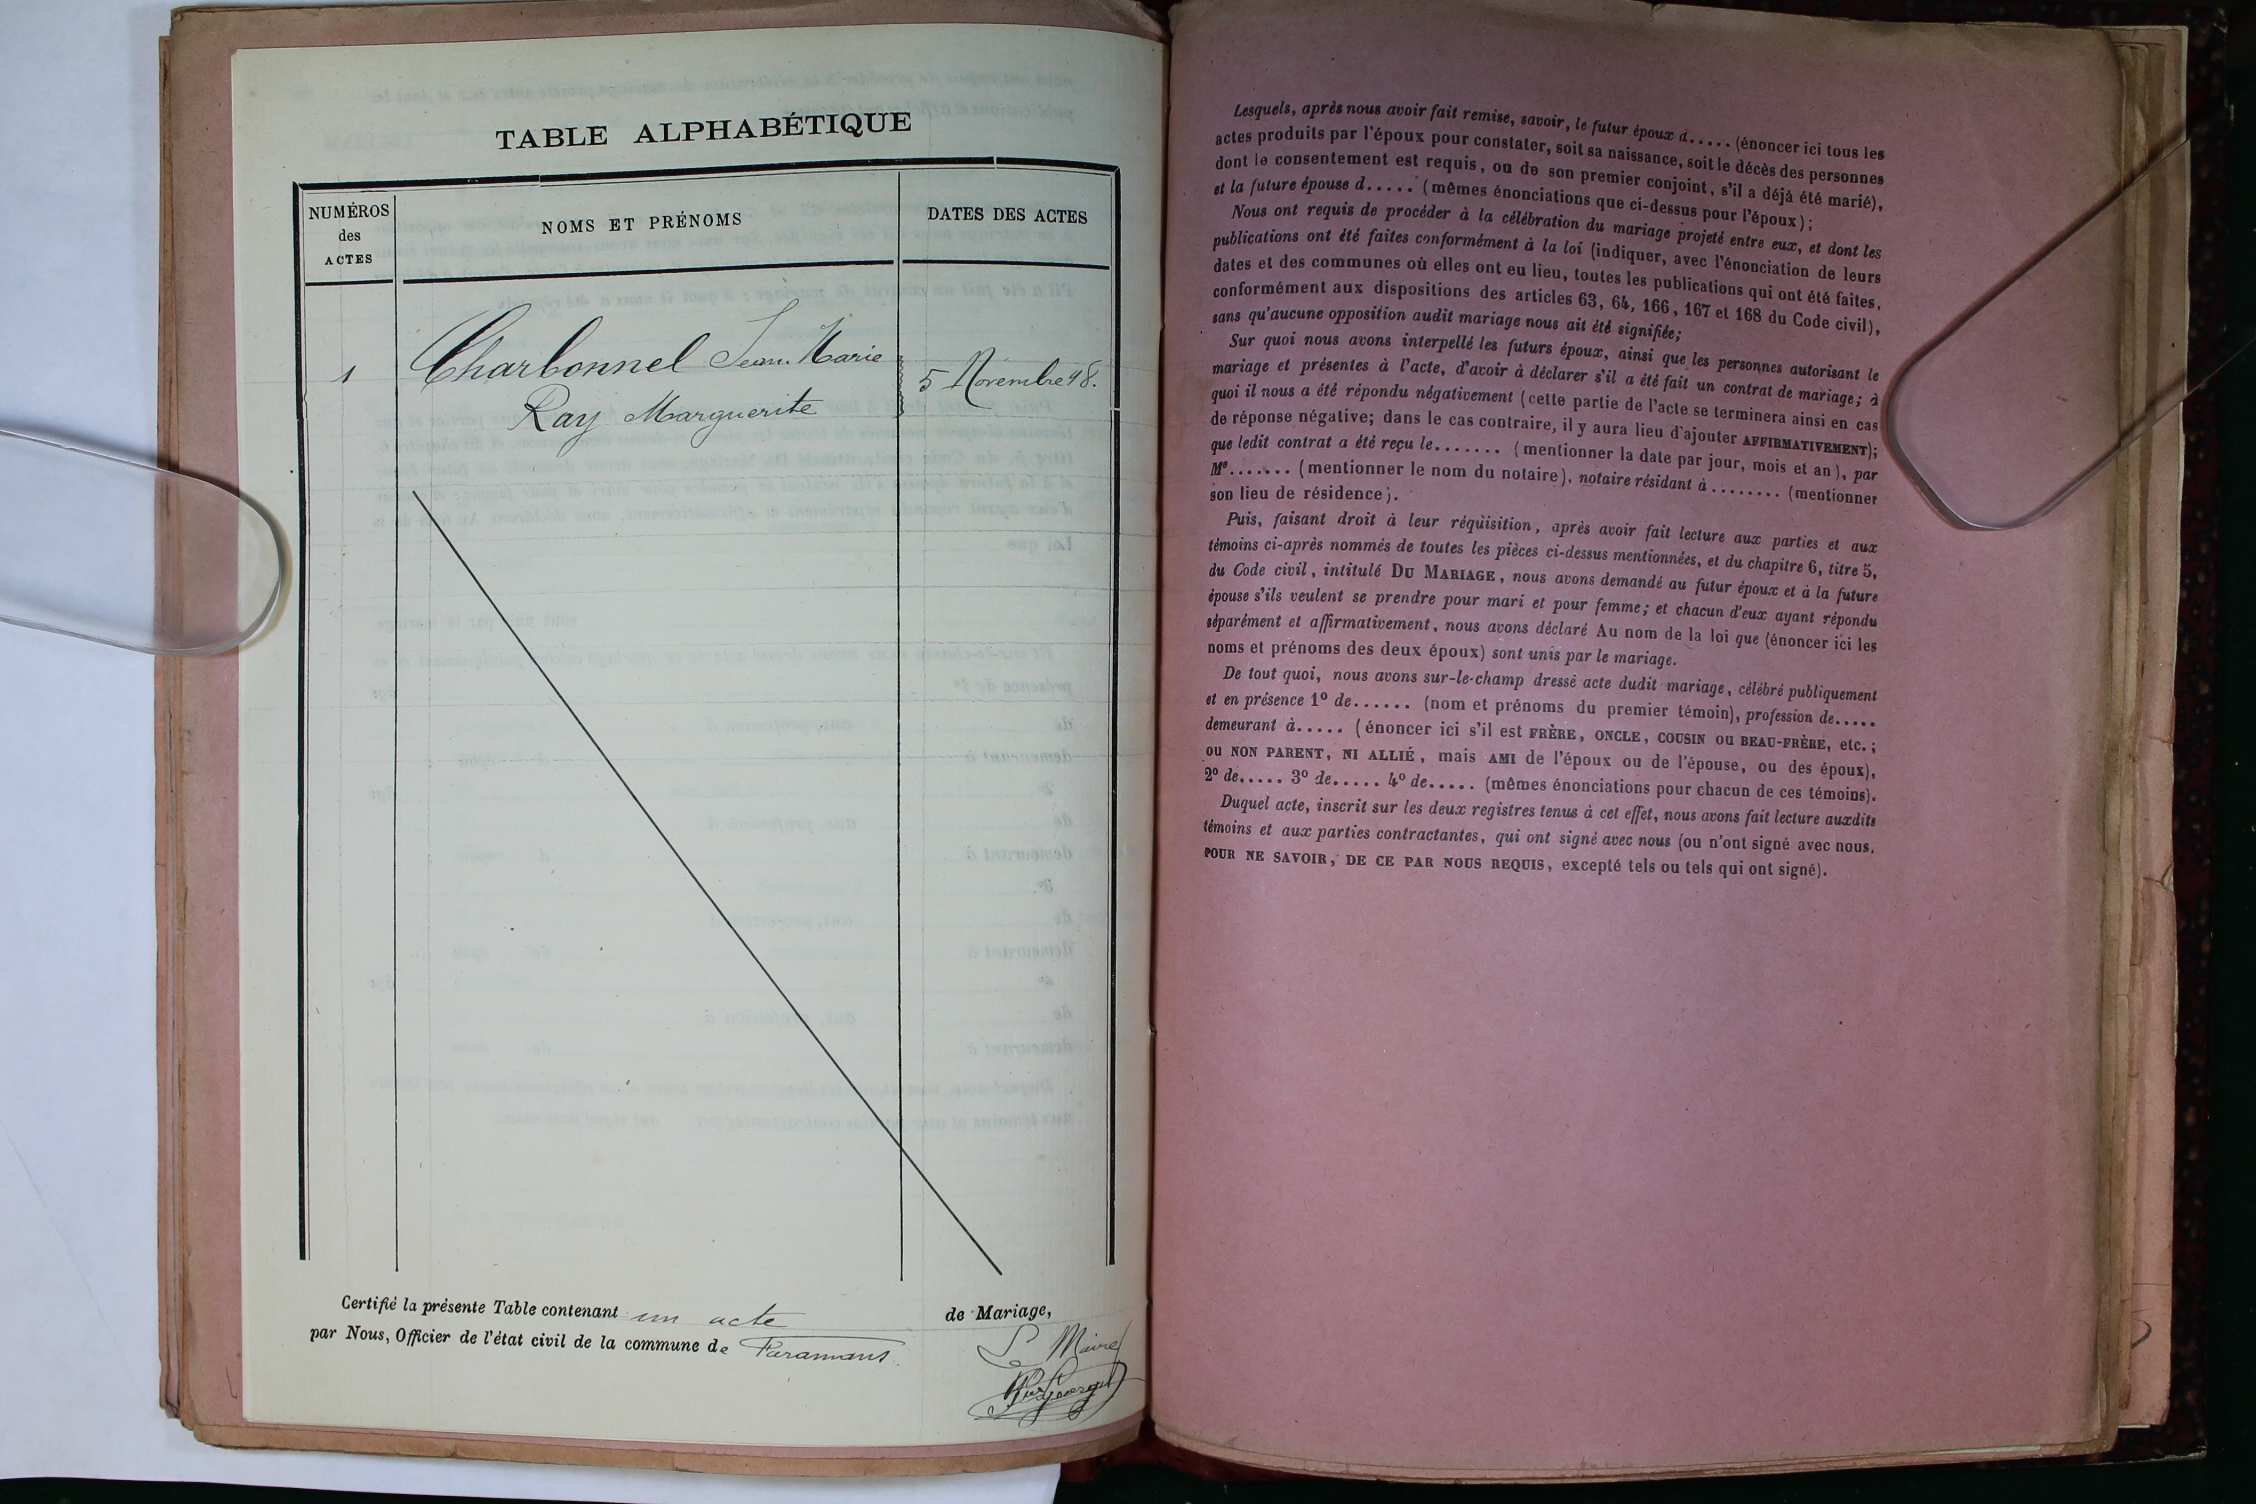 TABLE ALPHABÉTIQUE
NUMÉROS
des
ACTES
NOMS ET PRÉNOMS
DATES DES ACTES
1
Charbonnel Jean Marie
Ray Marguerite
5 Novembre 98.
Certifié la présente Table contenant un acte de Mariage,
par Nous, Officier de l'état civil de la commune de Faramans.
Le Maire
Lesquels, après nous avoir fait remise, savoir, le futur époux d..... (énoncer ici tous les
actes produits par l'époux pour constater, soit sa naissance, soit le décès des personnes
dont le consentement est requis, ou de son premier conjoint, s'il a déjà été marié),
et la future épouse d..... (mêmes énonciations que ci-dessus pour l'époux);
Nous ont requis de procéder à la célébration du mariage projeté entre eux, et dont les
publications ont été faites conformément à la loi (indiquer, avec l'énonciation de leurs
dates et des communes où elles ont eu lieu, toutes les publications qui ont été faites,
conformément aux dispositions des articles 63, 64, 166, 167 et 168 du Code civil),
sans qu'aucune opposition audit mariage nous ait été signifiée;
Sur quoi nous avons interpellé les futurs époux, ainsi que les personnes autorisant le
mariage et présentes à l'acte, d'avoir à déclarer s'il a été fait un contrat de mariage; à
quoi il nous a été répondu négativement (cette partie de l'acte se terminera ainsi en cas
de réponse négative; dans le cas contraire, il y aura lieu d'ajouter AFFIRMATIVEMENT);
que ledit contrat a été reçu le....... (mentionner la date par jour, mois et an), par
Me....... (mentionner le nom du notaire), notaire résidant à ........ (mentionner
son lieu de résidence).
Puis, faisant droit à leur réquisition, après avoir fait lecture aux parties et aux
témoins ci-après nommés de toutes les pièces ci-dessus mentionnées, et du chapitre 6, titre 5,
du Code civil, intitulé DU MARIAGE, nous avons demandé au futur époux et à la future
épouse s'ils veulent se prendre pour mari et pour femme; et chacun d'eux ayant répondu
séparément et affirmativement, nous avons déclaré Au nom de la loi que (énoncer ici les
noms et prénoms des deux époux) sont unis par le mariage.
De tout quoi, nous avons sur-le-champ dressé acte dudit mariage, célébré publiquement
et en présence 1o de...... (nom et prénoms du premier témoin), profession de.....
demeurant à..... (énoncer ici s'il est FRÈRE, ONCLE, COUSIN ou BEAU-FRÈRE, etc.;
ou NON PARENT, NI ALLIÉ, mais AMI de l'époux ou de l'épouse, ou des époux),
2o de..... 3o de..... 4o de..... (mêmes énonciations pour chacun de ces témoins).
Duquel acte, inscrit sur les deux registres tenus à cet effet, nous avons fait lecture auxdits
témoins et aux parties contractantes, qui ont signé avec nous (ou n'ont signé avec nous,
POUR NE SAVOIR, DE CE PAR NOUS REQUIS, excepté tels ou tels qui ont signé).